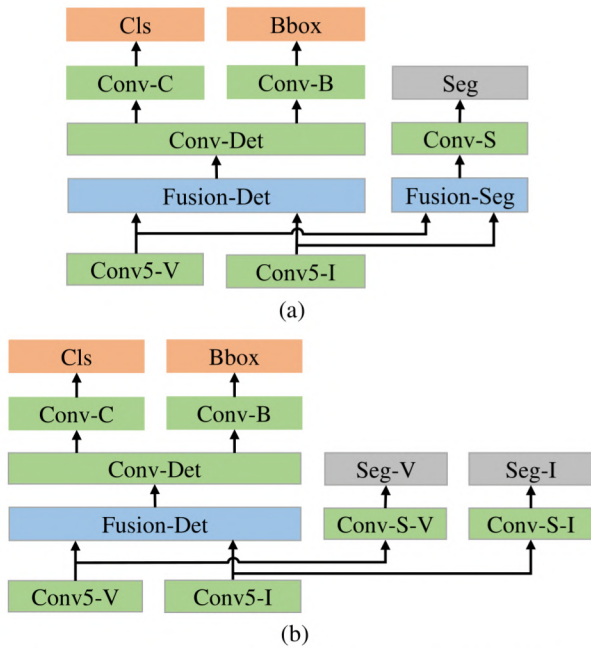 Cls Bbox
Conv-C Conv-B Seg
Conv-Det Conv-S
Fusion-Det Fusion-Seg
Conv5-V Conv5-I
(a)
Cls Bbox
Conv-C Conv-B
Conv-Det Seg-V Seg-I
Fusion-Det Conv-S-V Conv-S-I
Conv5-V Conv5-I
(b)